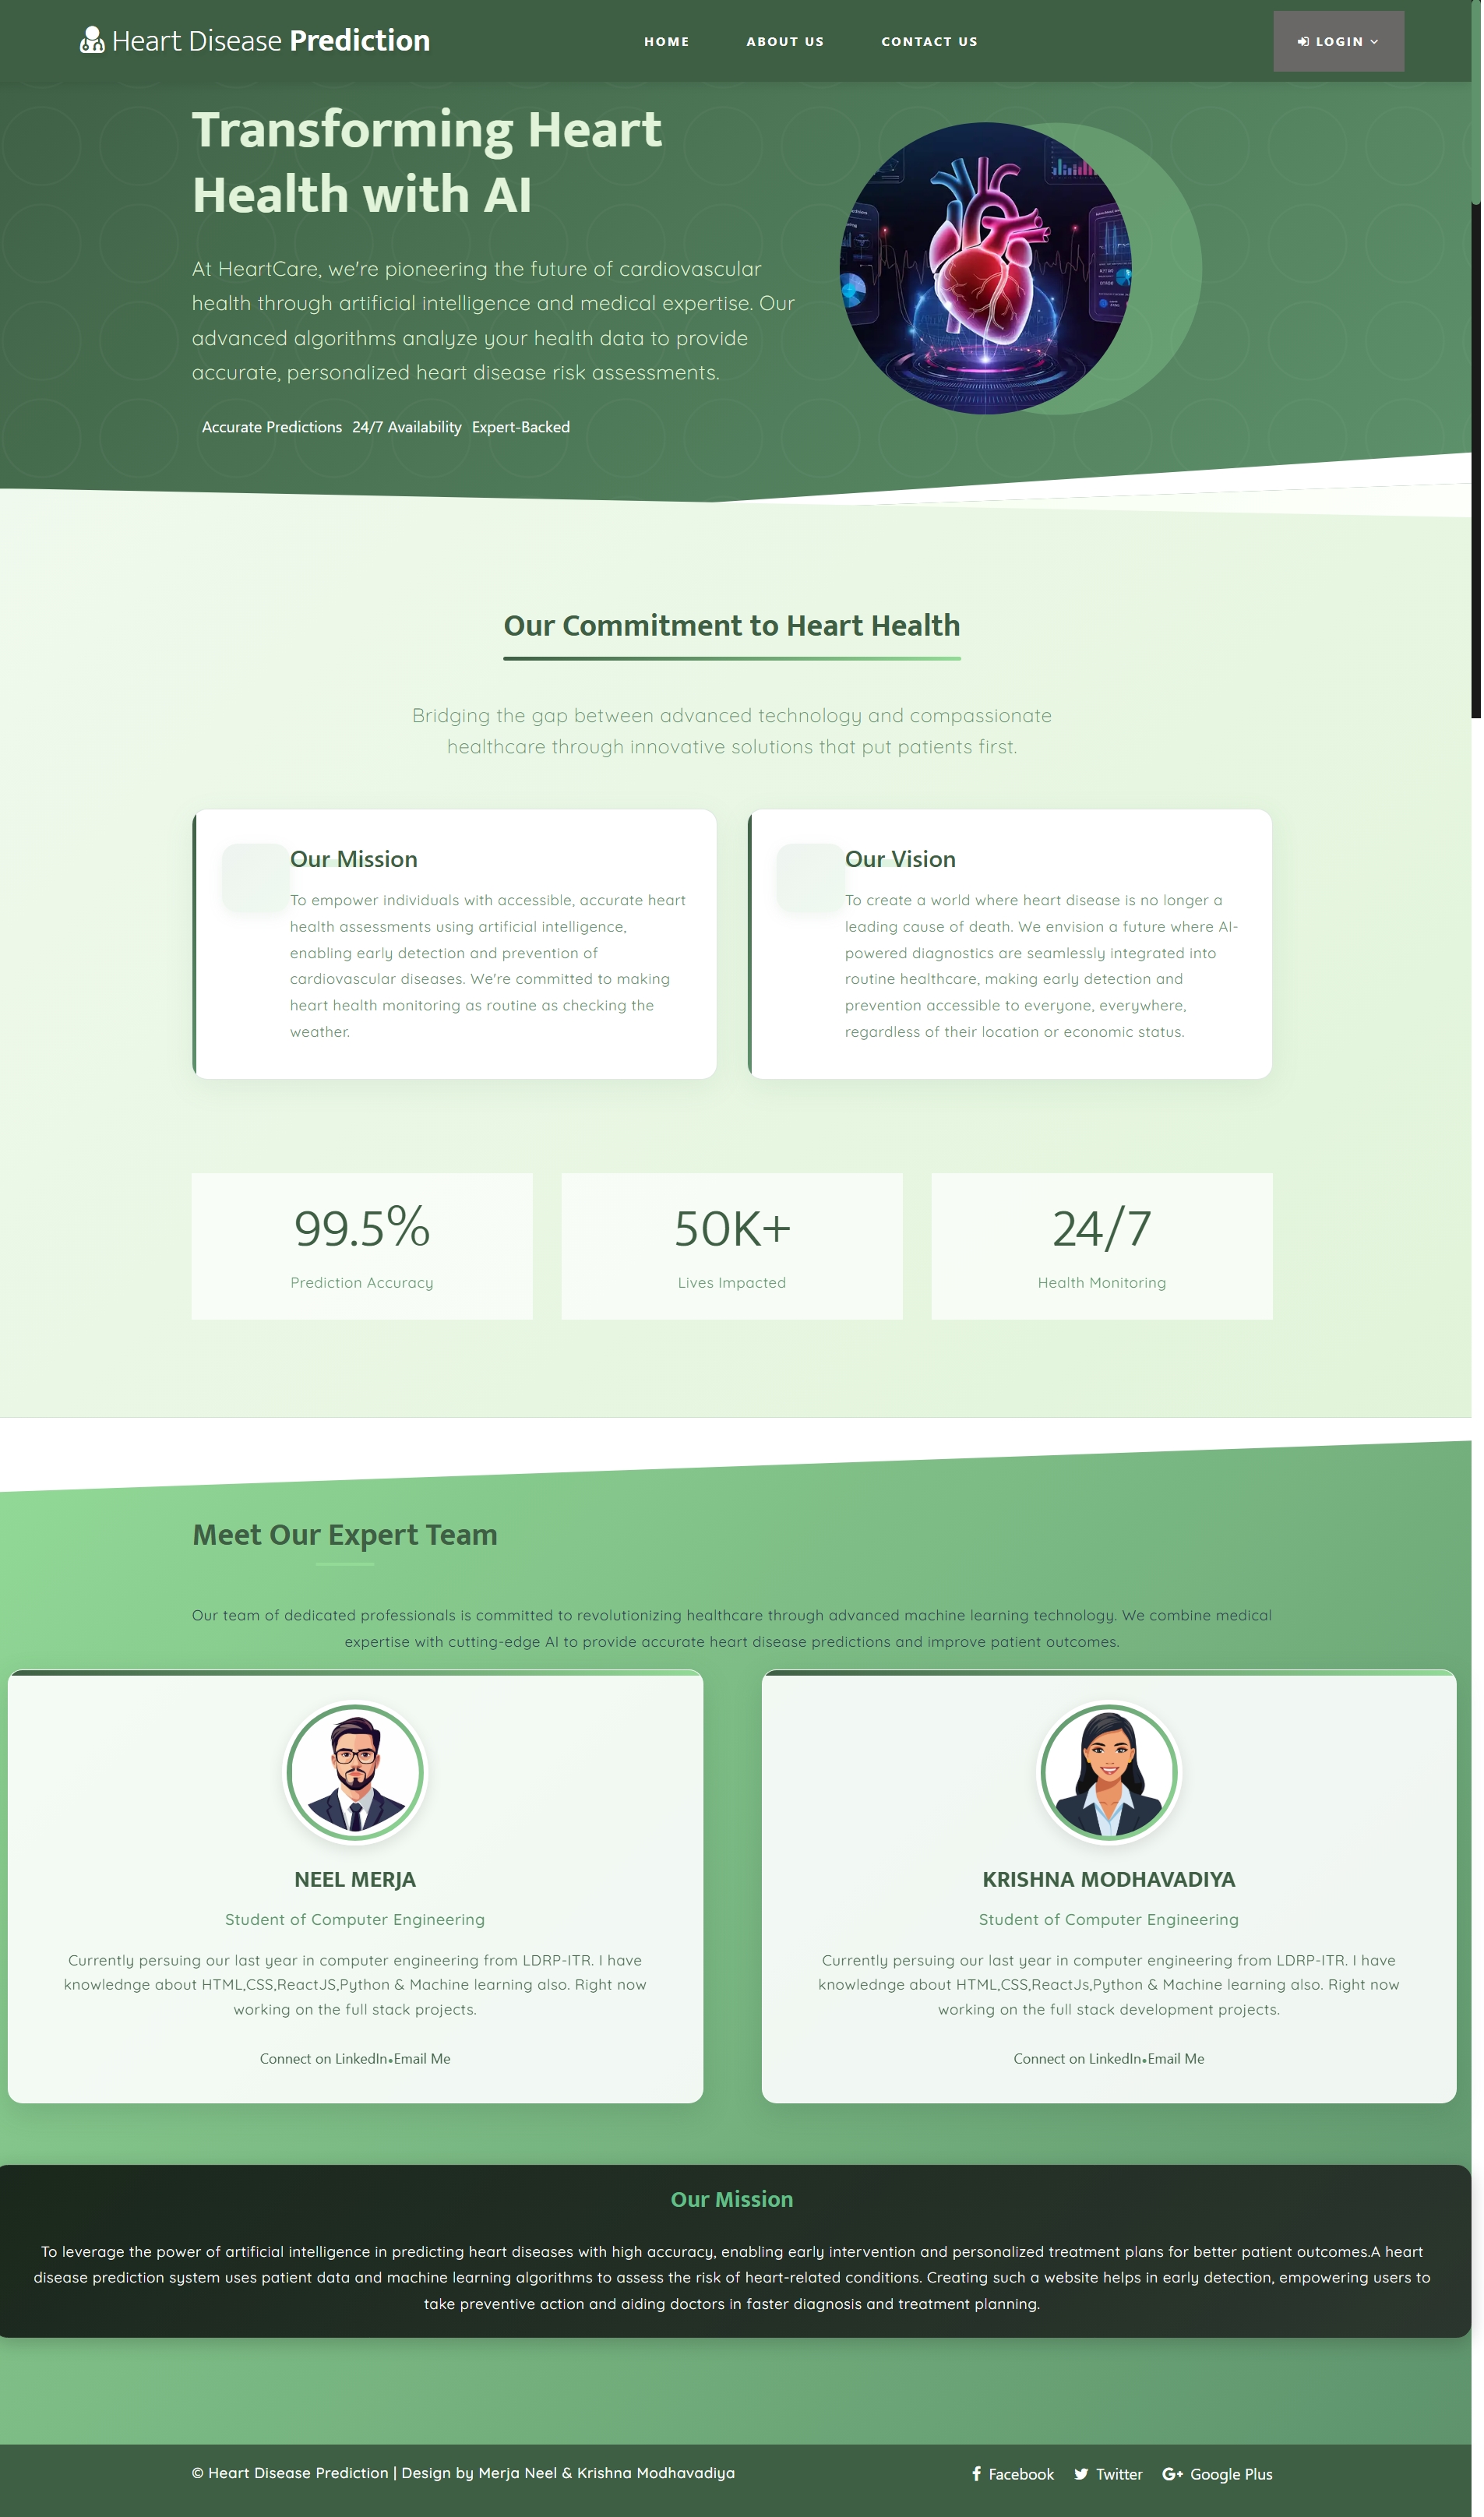 Heart Disease Prediction
HOME
ABOUT US
CONTACT US
LOGIN
Transforming Heart
Health with AI
At HeartCare, we're pioneering the future of cardiovascular
health through artificial intelligence and medical expertise. Our
advanced algorithms analyze your health data to provide
accurate, personalized heart disease risk assessments.
Accurate Predictions 24/7 Availability Expert-Backed
Our Commitment to Heart Health
Bridging the gap between advanced technology and compassionate
healthcare through innovative solutions that put patients first.
Our Mission
To empower individuals with accessible, accurate heart
health assessments using artificial intelligence,
enabling early detection and prevention of
cardiovascular diseases. We're committed to making
heart health monitoring as routine as checking the
weather.
Our Vision
To create a world where heart disease is no longer a
leading cause of death. We envision a future where AI-
powered diagnostics are seamlessly integrated into
routine healthcare, making early detection and
prevention accessible to everyone, everywhere,
regardless of their location or economic status.
99.5%
Prediction Accuracy
50K+
Lives Impacted
24/7
Health Monitoring
Meet Our Expert Team
Our team of dedicated professionals is committed to revolutionizing healthcare through advanced machine learning technology. We combine medical
expertise with cutting-edge AI to provide accurate heart disease predictions and improve patient outcomes.
NEEL MERJA
Student of Computer Engineering
Currently persuing our last year in computer engineering from LDRP-ITR. I have
knowlednge about HTML,CSS,ReactJS,Python & Machine learning also. Right now
working on the full stack projects.
Connect on LinkedIn•Email Me
KRISHNA MODHAVADIYA
Student of Computer Engineering
Currently persuing our last year in computer engineering from LDRP-ITR. I have
knowlednge about HTML,CSS,ReactJs,Python & Machine learning also. Right now
working on the full stack development projects.
Connect on LinkedIn•Email Me
Our Mission
To leverage the power of artificial intelligence in predicting heart diseases with high accuracy, enabling early intervention and personalized treatment plans for better patient outcomes.A heart
disease prediction system uses patient data and machine learning algorithms to assess the risk of heart-related conditions. Creating such a website helps in early detection, empowering users to
take preventive action and aiding doctors in faster diagnosis and treatment planning.
© Heart Disease Prediction | Design by Merja Neel & Krishna Modhavadiya
Facebook
Twitter
Google Plus